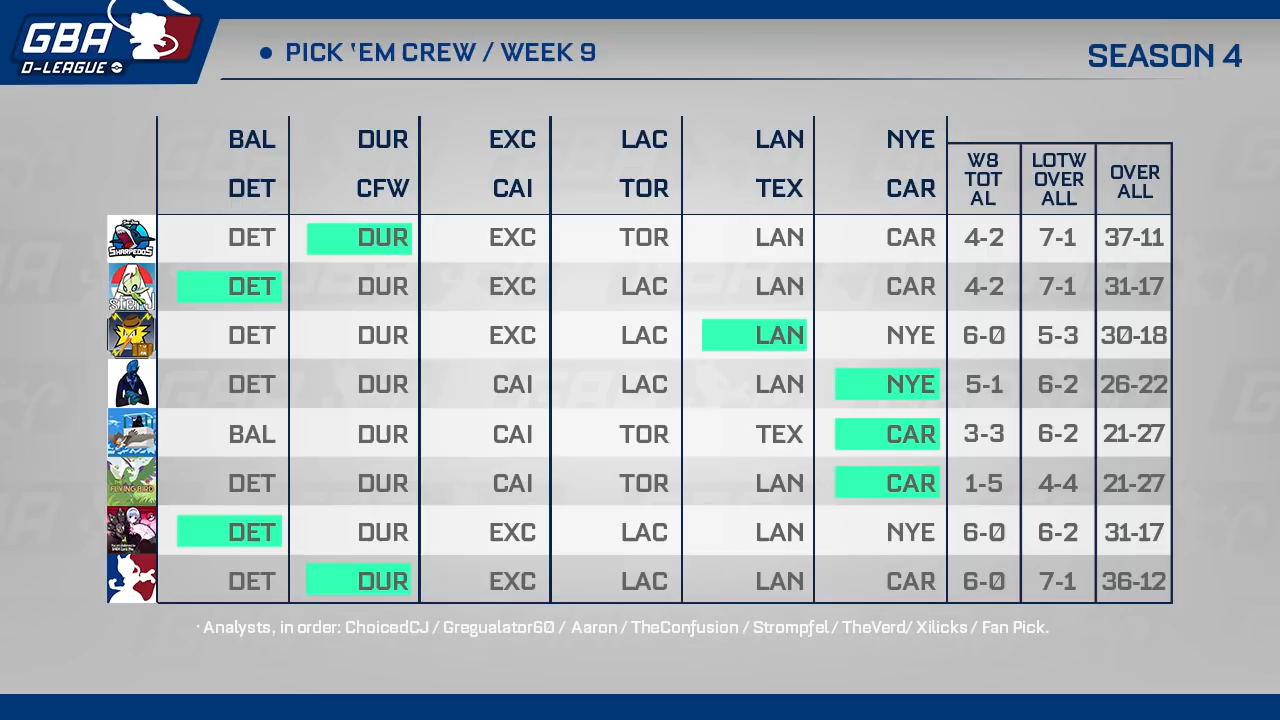 GBA
D-LEAGUE
• PICK 'EM CREW / WEEK 9
SEASON 4
BAL DUR EXC LAC LAN NYE
DET CFW CAI TOR TEX CAR
W8 TOT AL
LOTW OVER ALL
OVER ALL
SHARPEDOS
DET DUR EXC TOR LAN CAR 4-2 7-1 37-11
DET DUR EXC LAC LAN CAR 4-2 7-1 31-17
DET DUR EXC LAC LAN NYE 6-0 5-3 30-18
DET DUR CAI LAC LAN NYE 5-1 6-2 26-22
BAL DUR CAI TOR TEX CAR 3-3 6-2 21-27
THE FLYING BIRD
DET DUR CAI TOR LAN CAR 1-5 4-4 21-27
DET DUR EXC LAC LAN NYE 6-0 6-2 31-17
DET DUR EXC LAC LAN CAR 6-0 7-1 36-12
* Analysts, in order: ChoicedCJ / Gregualator60 / Aaron / TheConfusion / Strompfel / TheVerd/ Xilicks / Fan Pick.